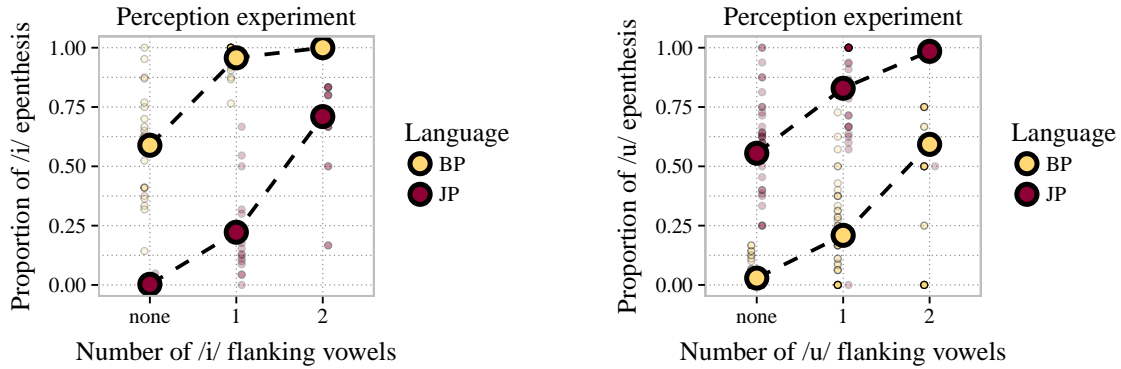 Perception experiment
Proportion of /i/ epenthesis
1.00
0.75
0.50
0.25
0.00
none 1 2
Number of /i/ flanking vowels
Language
BP
JP
Perception experiment
Proportion of /u/ epenthesis
1.00
0.75
0.50
0.25
0.00
none 1 2
Number of /u/ flanking vowels
Language
BP
JP